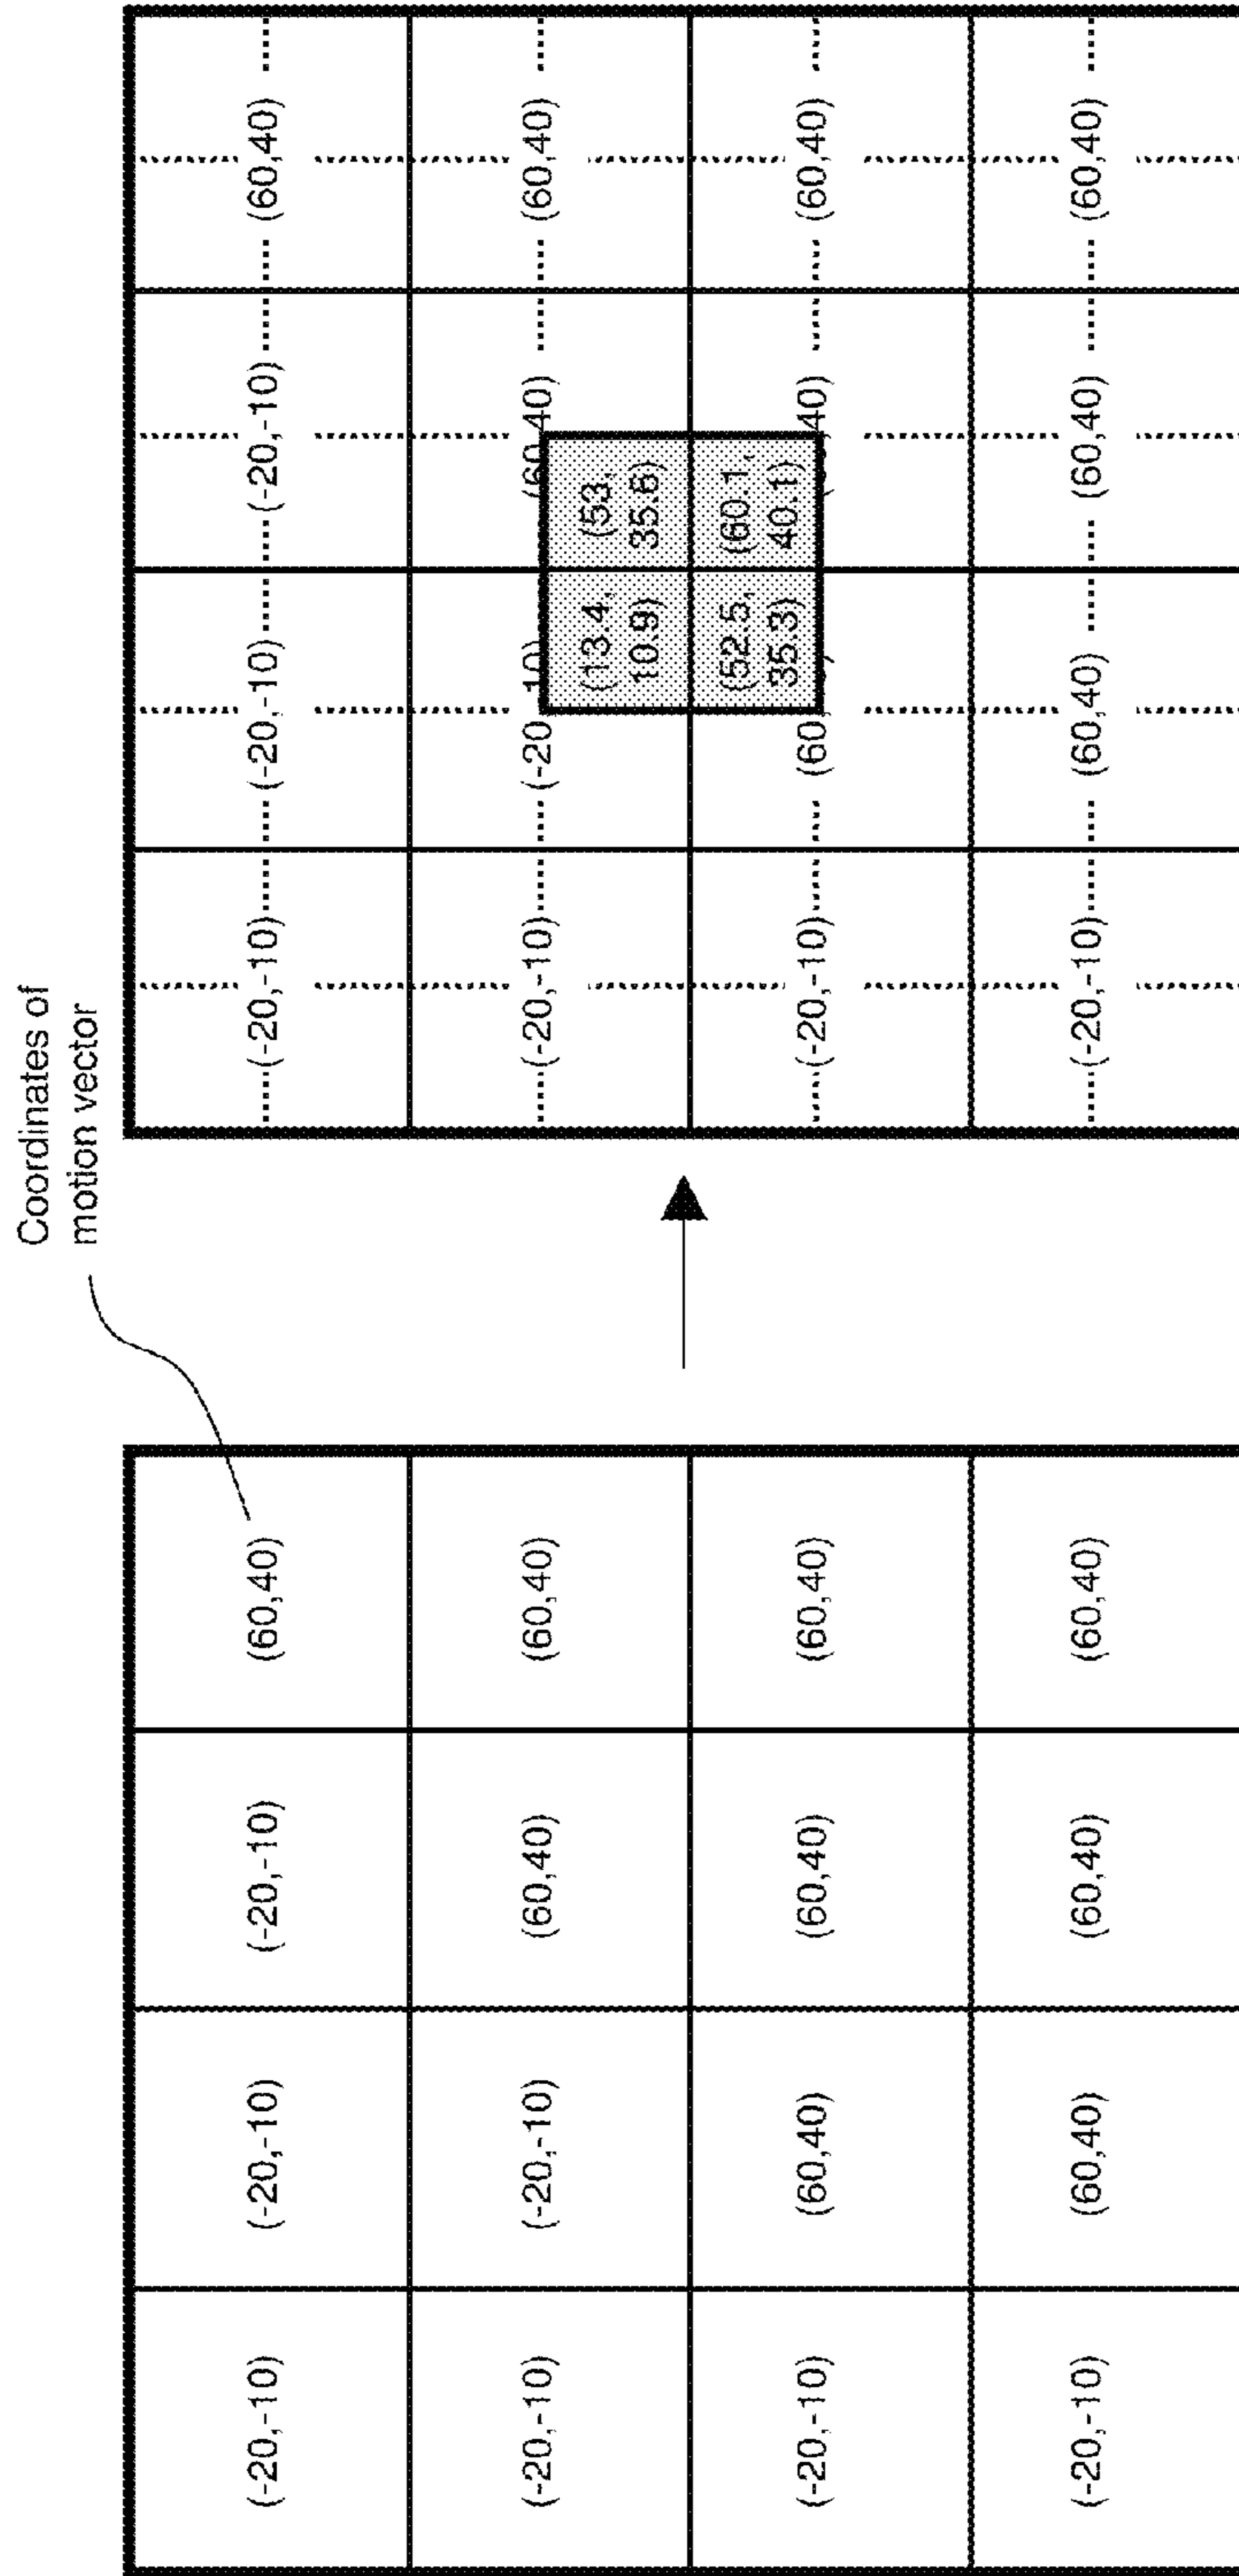 Coordinates of
motion vector
(-20,-10) (-20,-10) (-20,-10) (60,40)
(-20,-10) (-20,-10) (60,40) (60,40)
(-20,-10) (60,40) (60,40) (60,40)
(-20,-10) (60,40) (60,40) (60,40)
(-20,-10) (-20,-10) (-20,-10) (60,40)
(-20,-10) (-20 10) (60,40) (60,40)
(13.4, (53,
10.9) 35.6)
(52.5, (60.1,
35.3) 40.1)
(-20,-10) (60 40) (60,40)
(-20,-10) (60,40) (60,40) (60,40)